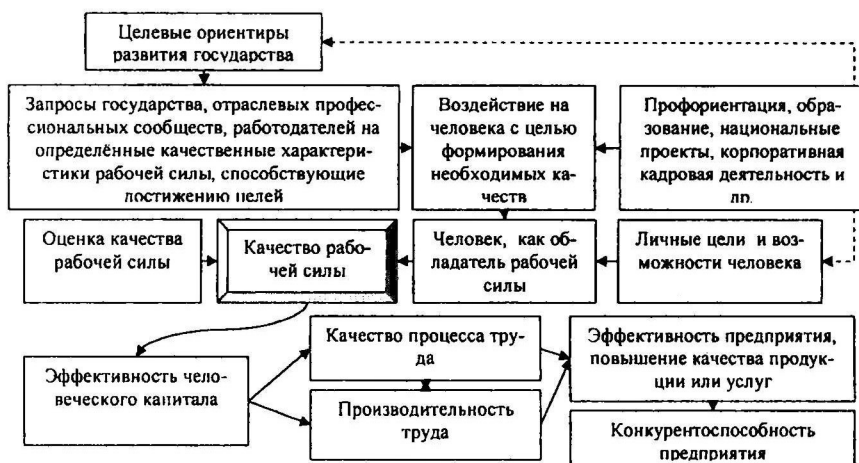 Целевые ориентиры
развития государства
Запросы государства, отраслевых профес-
сиональных сообществ, работодателей на
определённые качественные характери-
стики рабочей силы, способствующие
достижению целей
Воздействие на
человека с целью
формирования
необходимых ка-
честв
Профориентация, обра-
зование, национальные
проекты, корпоративная
кадровая деятельность и
др.
Оценка качества
рабочей силы
Качество рабо-
чей силы
Человек, как об-
ладатель рабочей
силы
Личные цели и воз-
можности человека
Эффективность чело-
веческого капитала
Качество процесса тру-
да
Производительность
труда
Эффективность предприятия,
повышение качества продук-
ции или услуг
Конкурентоспособность
предприятия